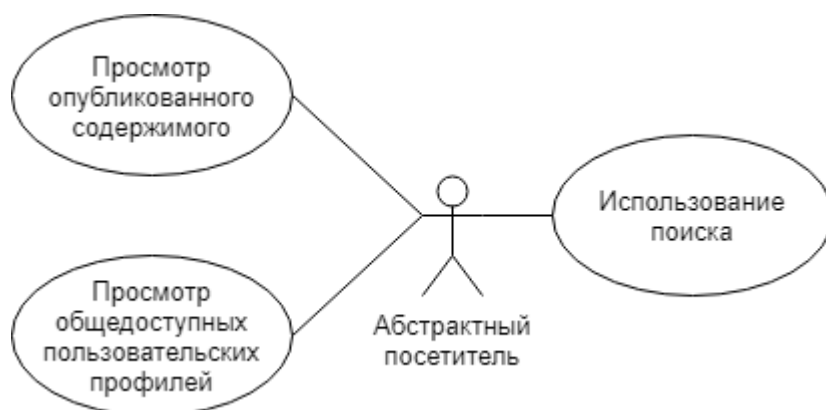 Просмотр
опубликованного
содержимого
Использование
поиска
Просмотр
общедоступных
пользовательских
профилей
Абстрактный
посетитель